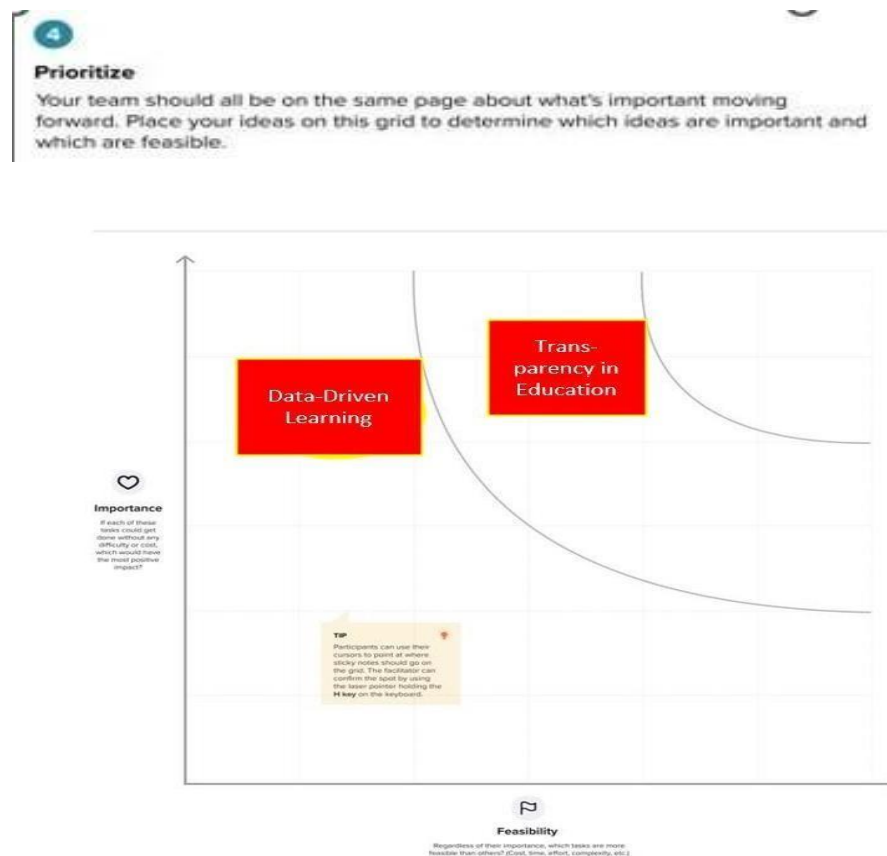 4
Prioritize
Your team should all be on the same page about what's important moving
forward. Place your ideas on this grid to determine which ideas are important and
which are feasible.
Trans-
parency in
Education
Data-Driven
Learning
Importance
If each of these
tasks could get
done without any
difficulty or cost,
which would have
the most positive
impact?
TIP
Participants can use their
cursors to point at where
sticky notes should go on
the grid. The facilitator can
confirm the spot by using
the laser pointer holding the
H key on the keyboard.
Feasibility
Regardless of their importance, which tasks are more
feasible than others? (Cost, time, effort, complexity, etc.)